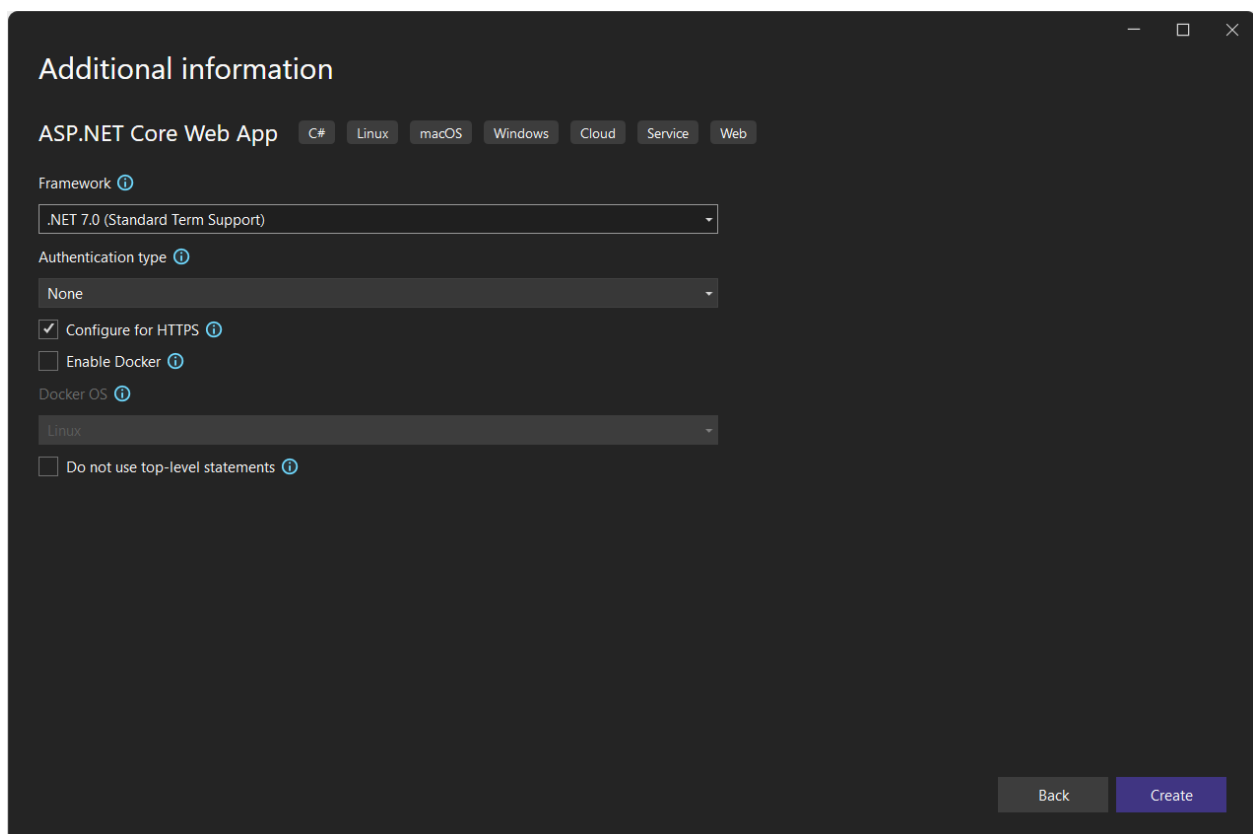 Additional information
ASP.NET Core Web App C# Linux macOS Windows Cloud Service Web
Framework
.NET 7.0 (Standard Term Support)
Authentication type
None
Configure for HTTPS
Enable Docker
Docker OS
Linux
Do not use top-level statements
Back Create